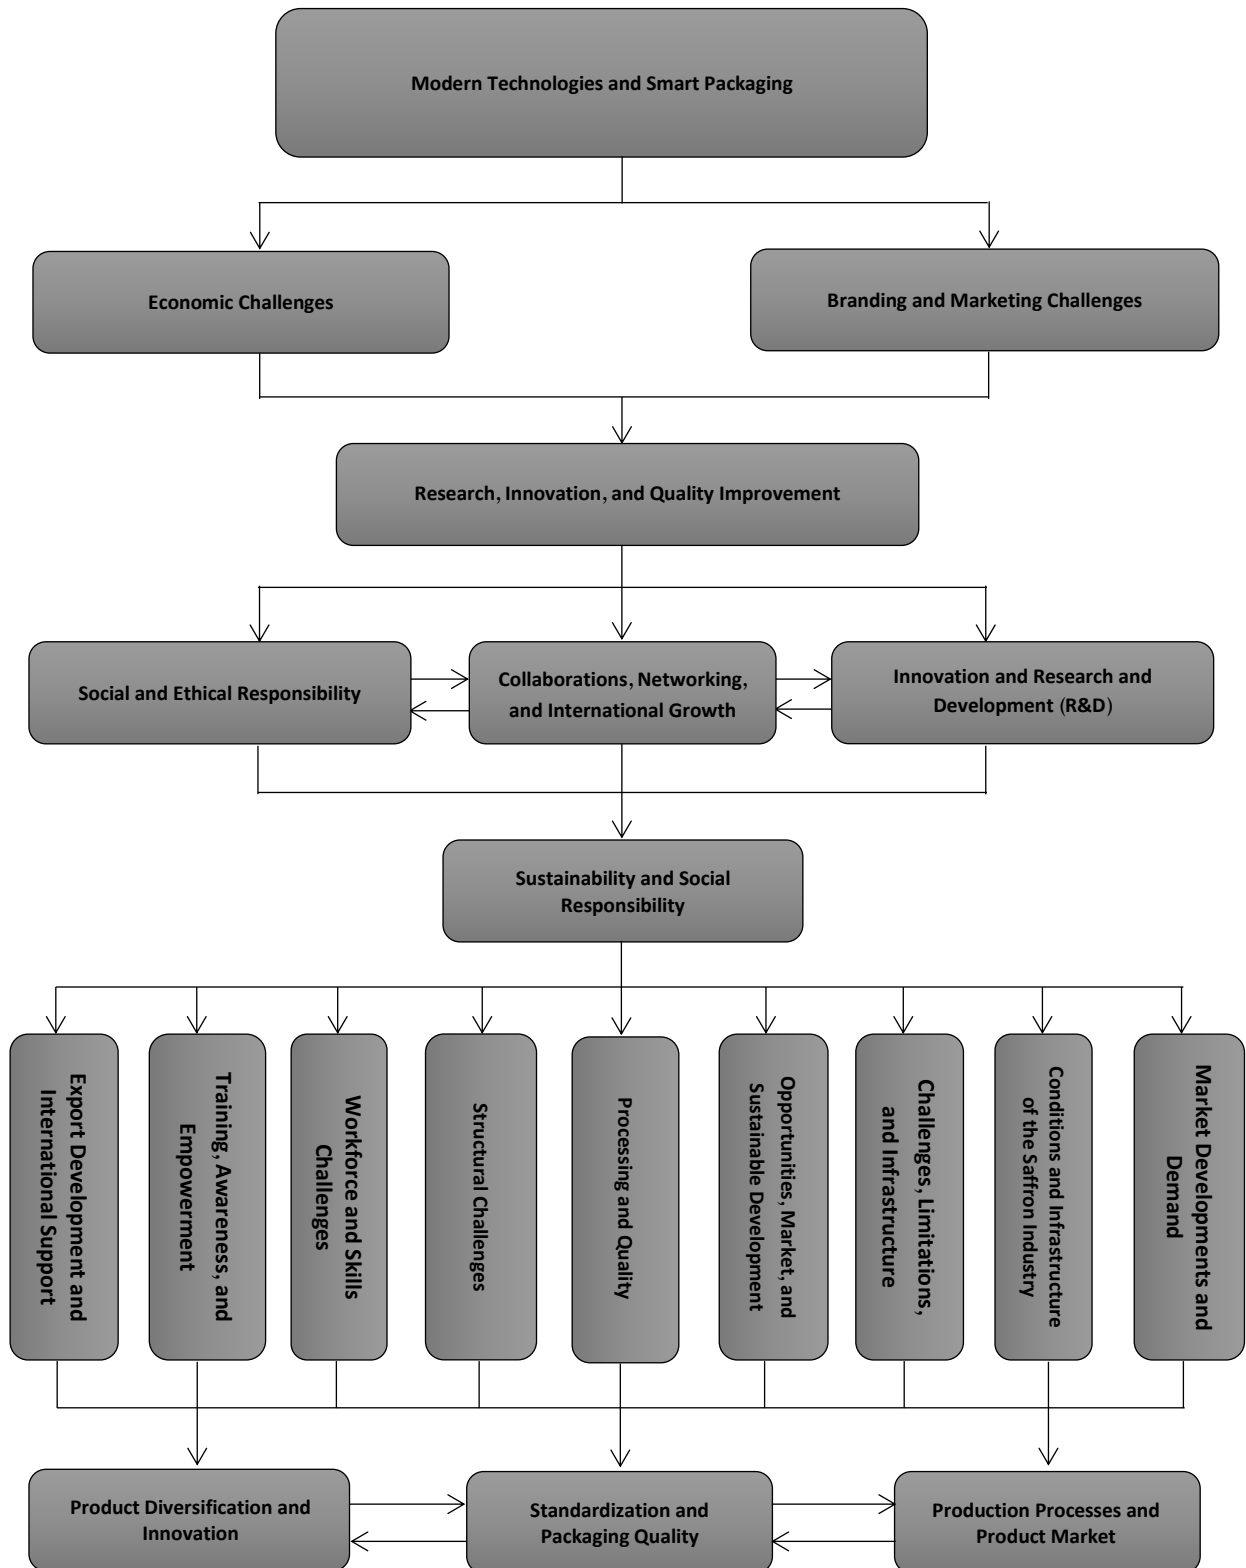 Modern Technologies and Smart Packaging
Economic Challenges
Branding and Marketing Challenges
Research, Innovation, and Quality Improvement
Social and Ethical Responsibility
Collaborations, Networking,
and International Growth
Innovation and Research and
Development (R&D)
Sustainability and Social
Responsibility
Export Development and
International Support
Training, Awareness, and
Empowerment
Workforce and Skills
Challenges
Structural Challenges
Processing and Quality
Opportunities, Market, and
Sustainable Development
Challenges, Limitations,
and Infrastructure
Conditions and Infrastructure
of the Saffron Industry
Market Developments and
Demand
Product Diversification and
Innovation
Standardization and
Packaging Quality
Production Processes and
Product Market